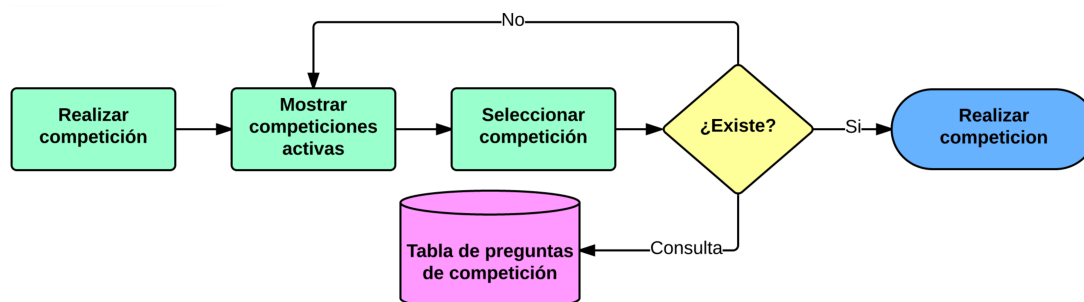 No
Realizar
competición
Mostrar
competiciones
activas
Seleccionar
competición
¿Existe?
Si
Realizar
competicion
Tabla de preguntas
de competición
Consulta